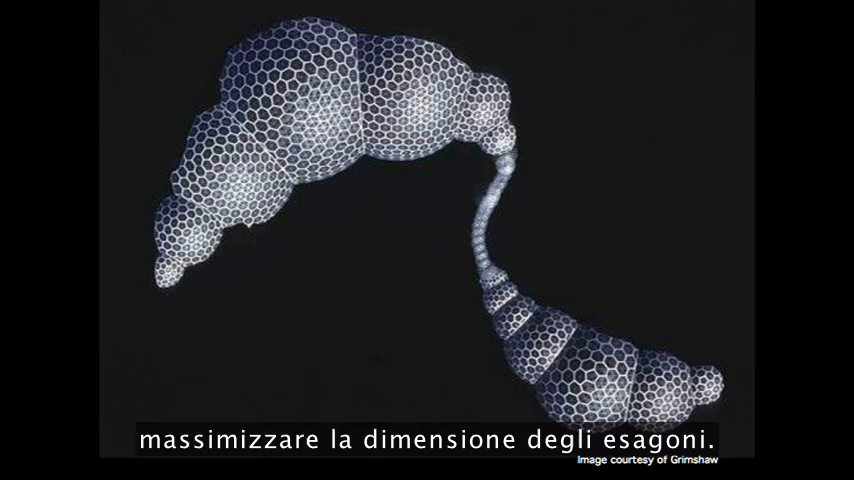 massimizzare la dimensione degli esagoni.
Image courtesy of Grimshaw